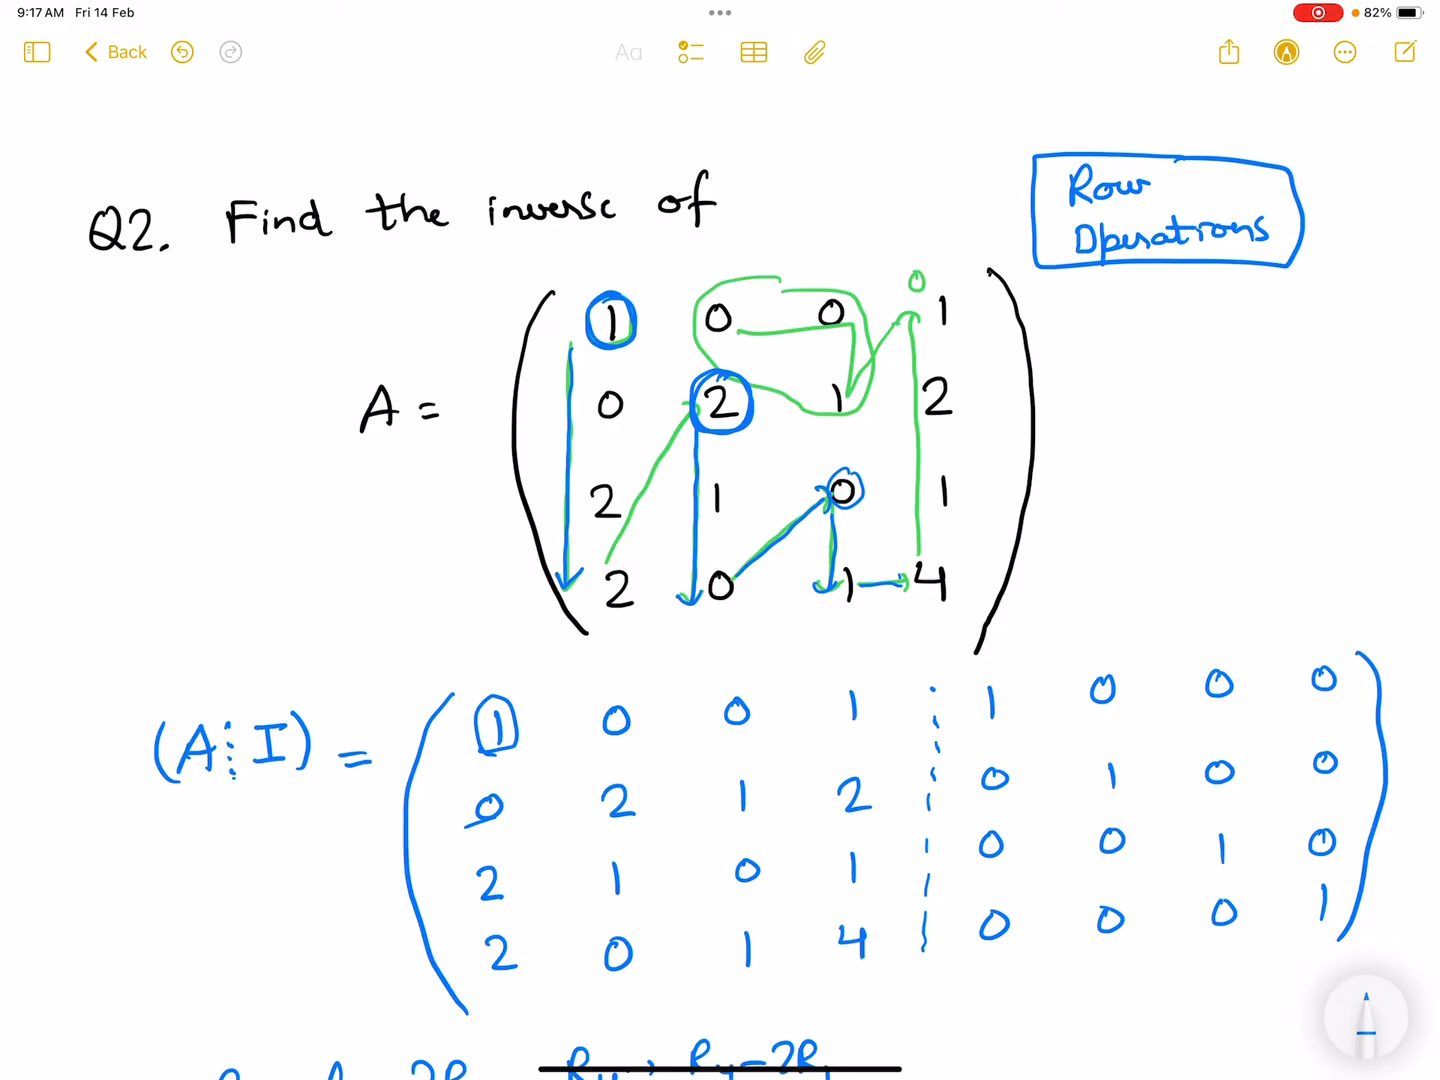 9:17 AM Fri 14 Feb
82%
Back
Aa
Q2. Find the inverse of
Row
Operations
0
1 0 0 1
A = 0 2 1 2
2 1 0 1
2 0 1 4
(A⋮I) = 1 0 0 1 1 0 0 0
0 2 1 2 0 1 0 0
2 1 0 1 0 0 1 0
2 0 1 4 0 0 0 1